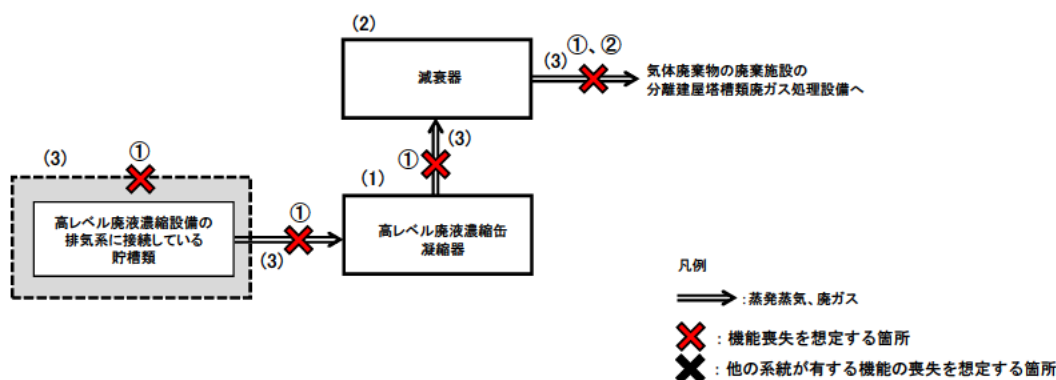 (2)
減衰器
(3)
①、②
気体廃棄物の廃棄施設の
分離建屋塔槽類廃ガス処理設備へ
①
(3)
(3)
①
高レベル廃液濃縮設備の
排気系に接続している
貯槽類
①
(3)
(1)
高レベル廃液濃縮缶
凝縮器
凡例
:蒸発蒸気、廃ガス
:機能喪失を想定する箇所
:他の系統が有する機能の喪失を想定する箇所